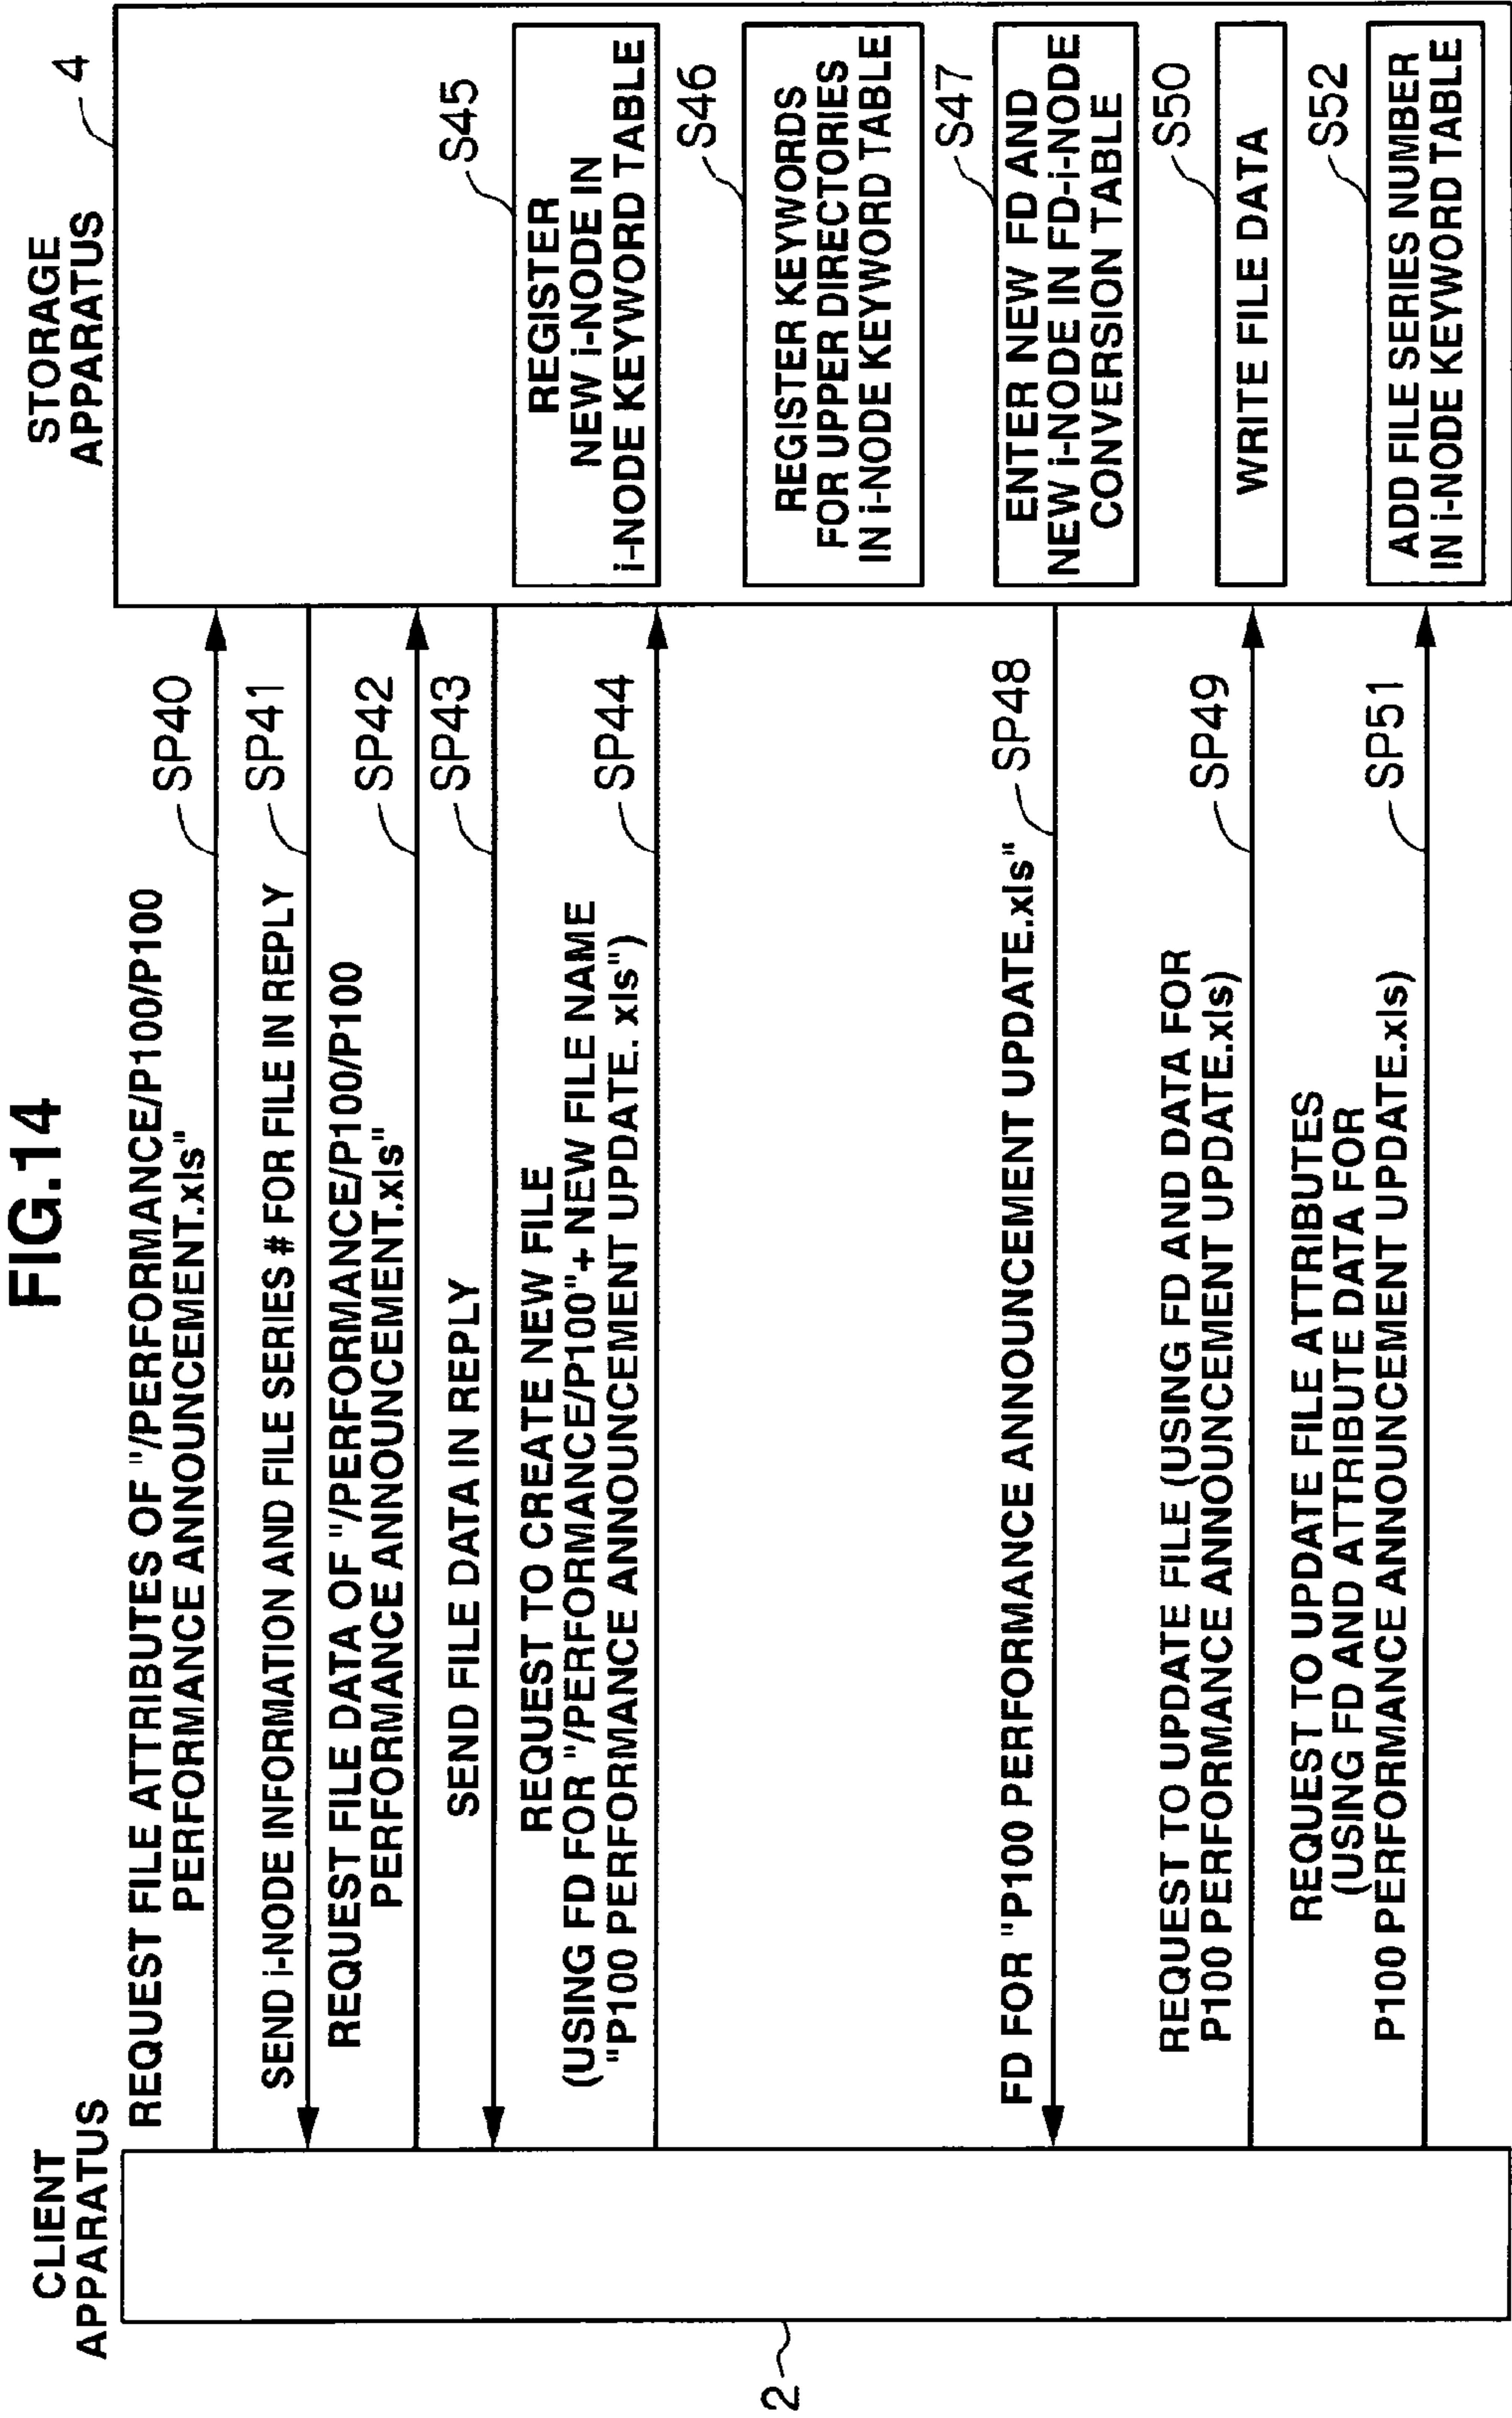 FIG.14
CLIENT
APPARATUS
STORAGE
APPARATUS
2
4
REQUEST FILE ATTRIBUTES OF "/PERFORMANCE/P100/P100
PERFORMANCE ANNOUNCEMENT.xls"
SP40
SEND i-NODE INFORMATION AND FILE SERIES # FOR FILE IN REPLY
SP41
REQUEST FILE DATA OF "/PERFORMANCE/P100/P100
PERFORMANCE ANNOUNCEMENT.xls"
SP42
SEND FILE DATA IN REPLY
SP43
REQUEST TO CREATE NEW FILE
(USING FD FOR "/PERFORMANCE/P100"+ NEW FILE NAME
"P100 PERFORMANCE ANNOUNCEMENT UPDATE. xls")
SP44
S45
REGISTER
NEW i-NODE IN
i-NODE KEYWORD TABLE
S46
REGISTER KEYWORDS
FOR UPPER DIRECTORIES
IN i-NODE KEYWORD TABLE
S47
ENTER NEW FD AND
NEW i-NODE IN FD-i-NODE
CONVERSION TABLE
FD FOR "P100 PERFORMANCE ANNOUNCEMENT UPDATE.xls"
SP48
REQUEST TO UPDATE FILE (USING FD AND DATA FOR
P100 PERFORMANCE ANNOUNCEMENT UPDATE.xls)
SP49
S50
WRITE FILE DATA
REQUEST TO UPDATE FILE ATTRIBUTES
(USING FD AND ATTRIBUTE DATA FOR
P100 PERFORMANCE ANNOUNCEMENT UPDATE.xls)
SP51
S52
ADD FILE SERIES NUMBER
IN i-NODE KEYWORD TABLE